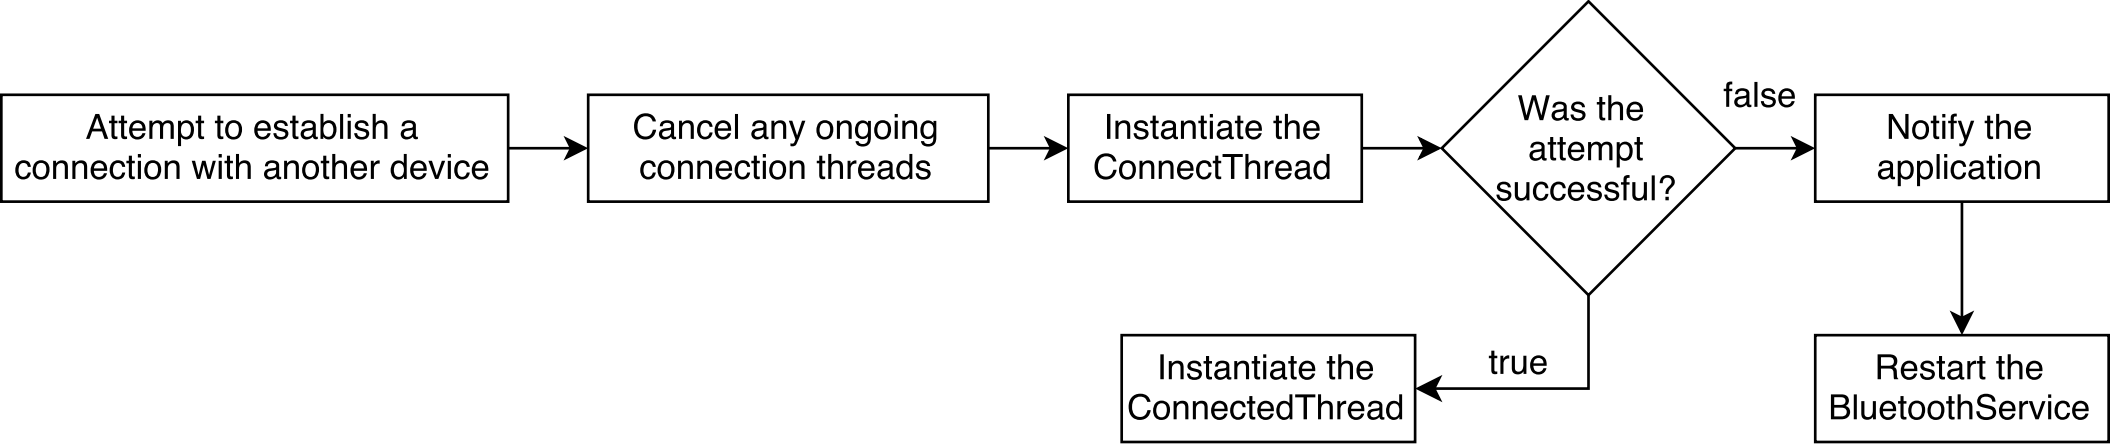 Attempt to establish a
connection with another device
Cancel any ongoing
connection threads
Instantiate the
ConnectThread
Was the
attempt
successful?
false
Notify the
application
true
Instantiate the
ConnectedThread
Restart the
BluetoothService